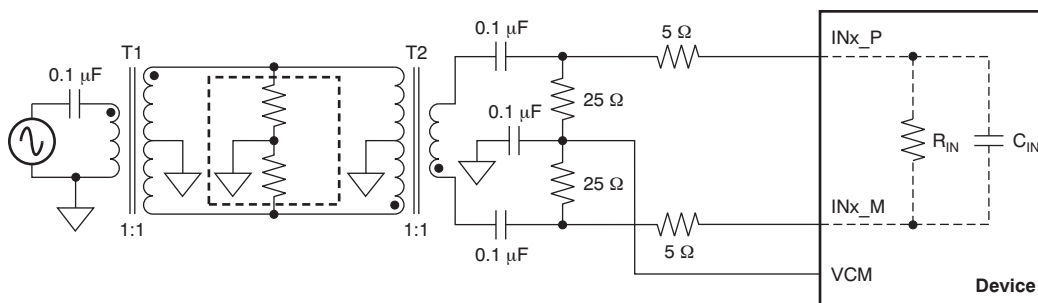 T1
0.1 μF
1:1
T2
1:1
0.1 μF
0.1 μF
0.1 μF
25 Ω
25 Ω
5 Ω
5 Ω
INx_P
R_IN
C_IN
INx_M
VCM
Device